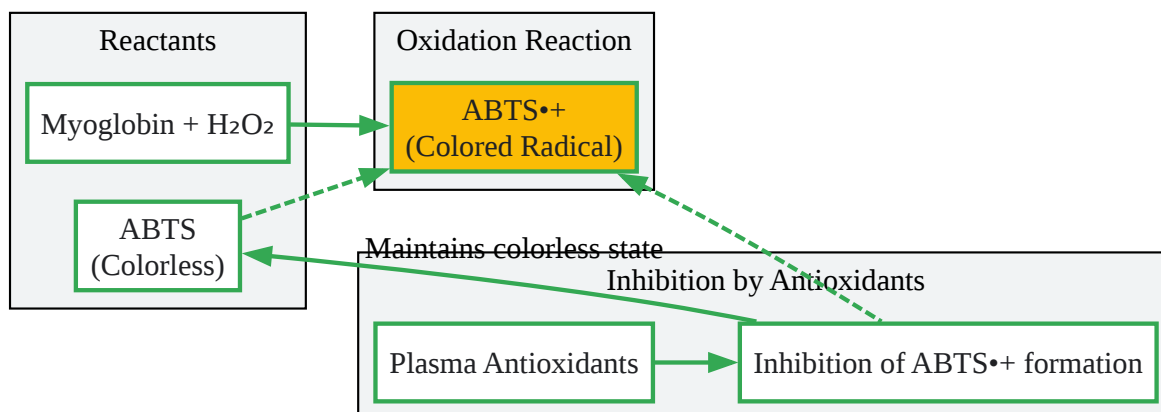 Reactants
Oxidation Reaction
Myoglobin + H₂O₂
ABTS•+
(Colored Radical)
ABTS
(Colorless)
Maintains colorless state
Inhibition by Antioxidants
Plasma Antioxidants
Inhibition of ABTS•+ formation